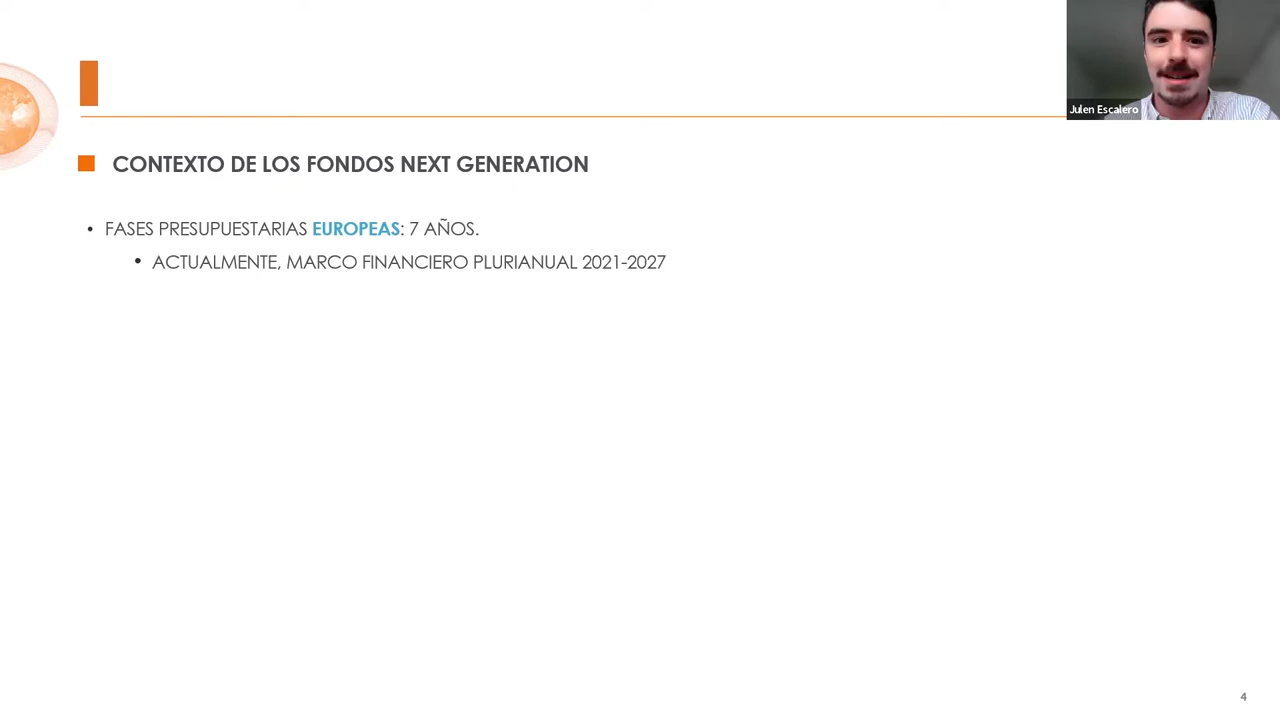 Julen Escalero
CONTEXTO DE LOS FONDOS NEXT GENERATION
• FASES PRESUPUESTARIAS EUROPEAS: 7 AÑOS.
• ACTUALMENTE, MARCO FINANCIERO PLURIANUAL 2021-2027
4